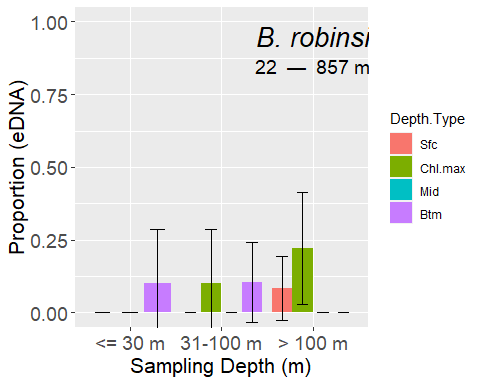 B. robinsi
22 — 857 m
Proportion (eDNA)
1.00
0.75
0.50
0.25
0.00
<= 30 m 31-100 m > 100 m
Sampling Depth (m)
Depth.Type
Sfc
Chl.max
Mid
Btm